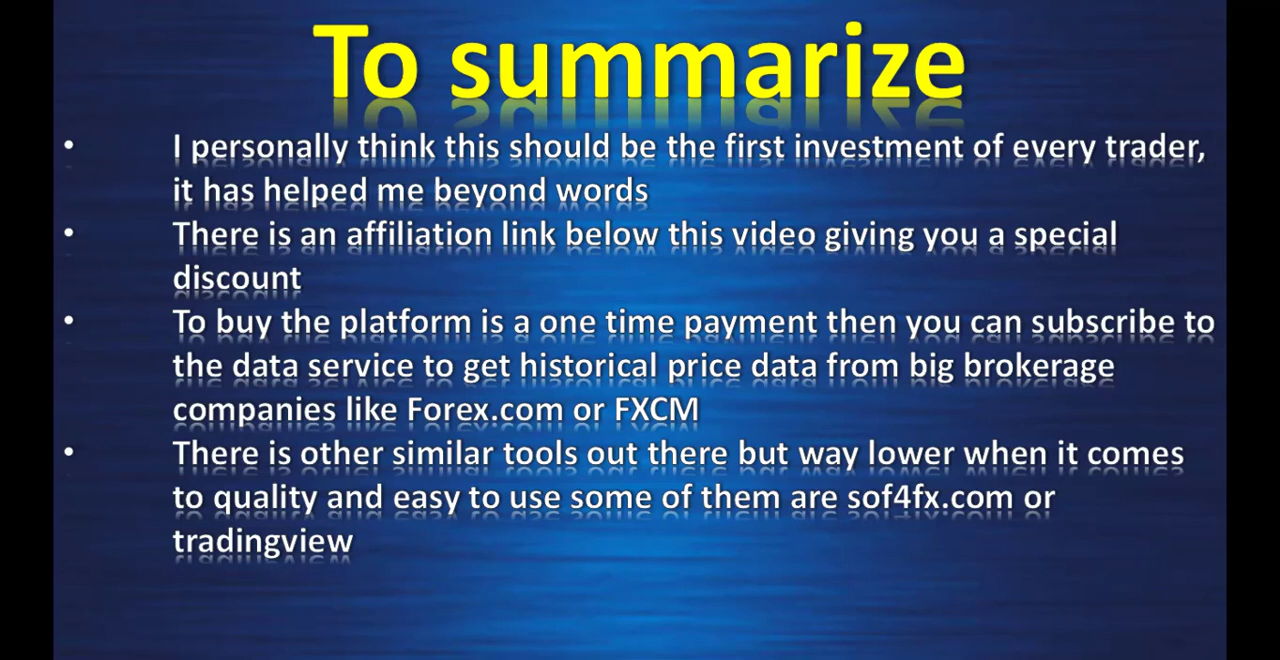 To summarize
• I personally think this should be the first investment of every trader,
it has helped me beyond words
• There is an affiliation link below this video giving you a special
discount
• To buy the platform is a one time payment then you can subscribe to
the data service to get historical price data from big brokerage
companies like Forex.com or FXCM
• There is other similar tools out there but way lower when it comes
to quality and easy to use some of them are sof4fx.com or
tradingview